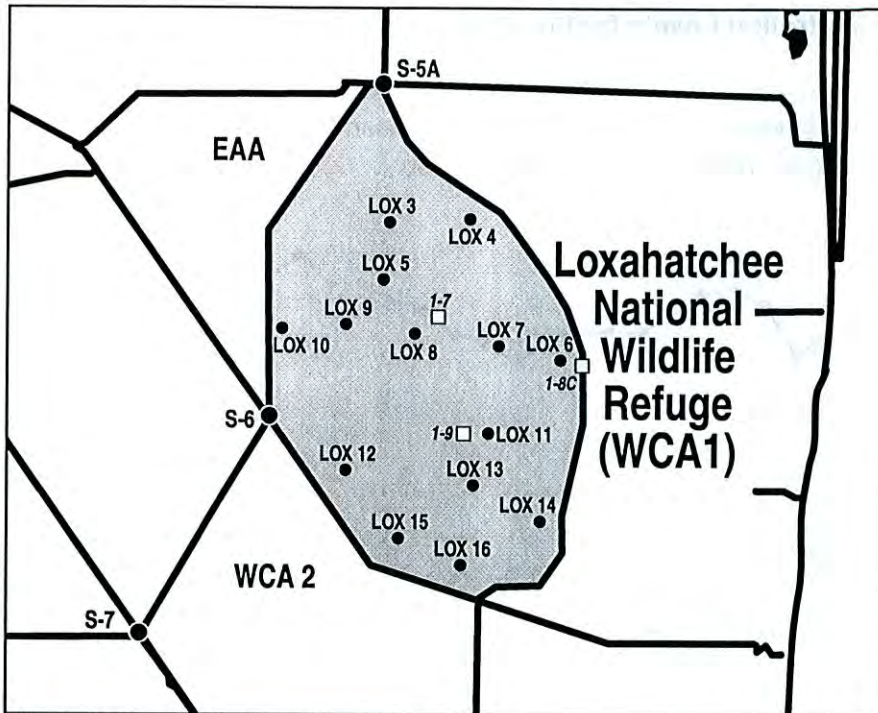 S-5A
EAA
LOX 3
LOX 4
Loxahatchee
National
Wildlife
Refuge
(WCA1)
LOX 5
1-7
LOX 9
LOX 10
LOX 8
LOX 7
LOX 6
1-8C
S-6
1-9
LOX 11
LOX 12
LOX 13
LOX 14
LOX 15
LOX 16
WCA 2
S-7